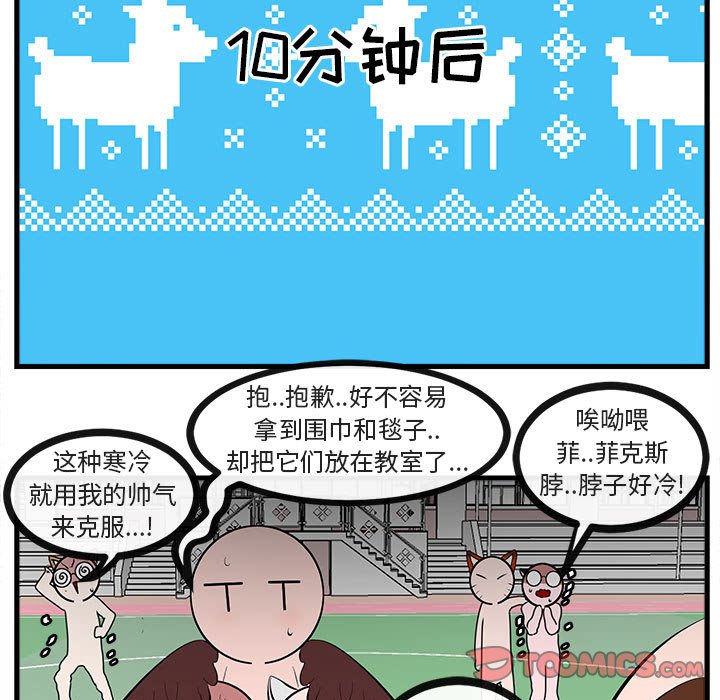 10分钟后
抱..抱歉..好不容易
拿到围巾和毯子..
却把它们放在教室了...
这种寒冷
就用我的帅气
来克服...!
唉呦喂
菲..菲克斯
脖..脖子好冷!
TOOMICS.COM